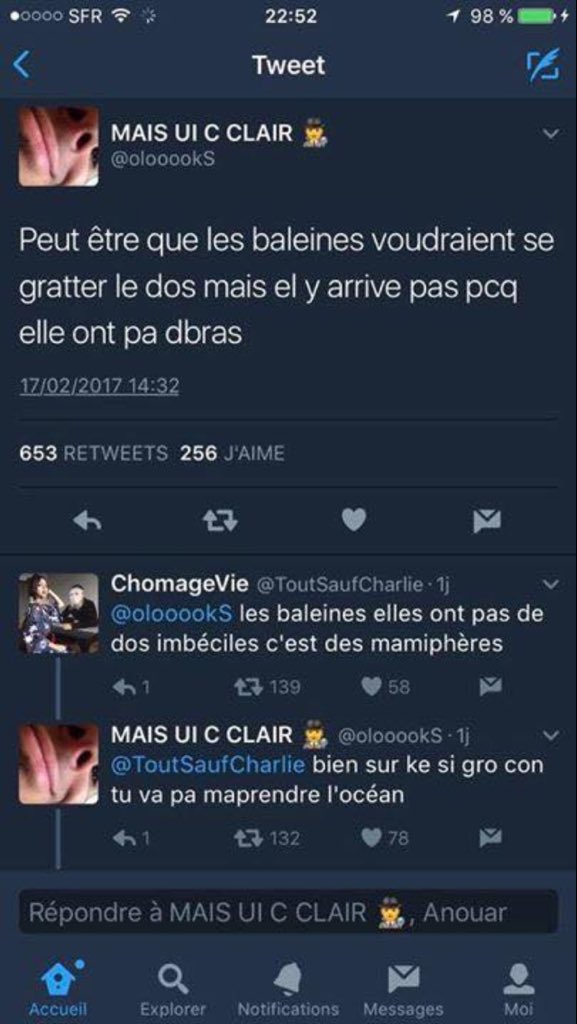 SFR 22:52 98 %
Tweet
MAIS UI C CLAIR
@olooookS
Peut être que les baleines voudraient se
gratter le dos mais el y arrive pas pcq
elle ont pa dbras
17/02/2017 14:32
653 RETWEETS 256 J'AIME
ChomageVie @ToutSaufCharlie · 1j
@olooookS les baleines elles ont pas de
dos imbéciles c'est des mamiphères
1 139 58
MAIS UI C CLAIR @olooookS · 1j
@ToutSaufCharlie bien sur ke si gro con
tu va pa maprendre l'océan
1 132 78
Répondre à MAIS UI C CLAIR , Anouar
Accueil Explorer Notifications Messages Moi